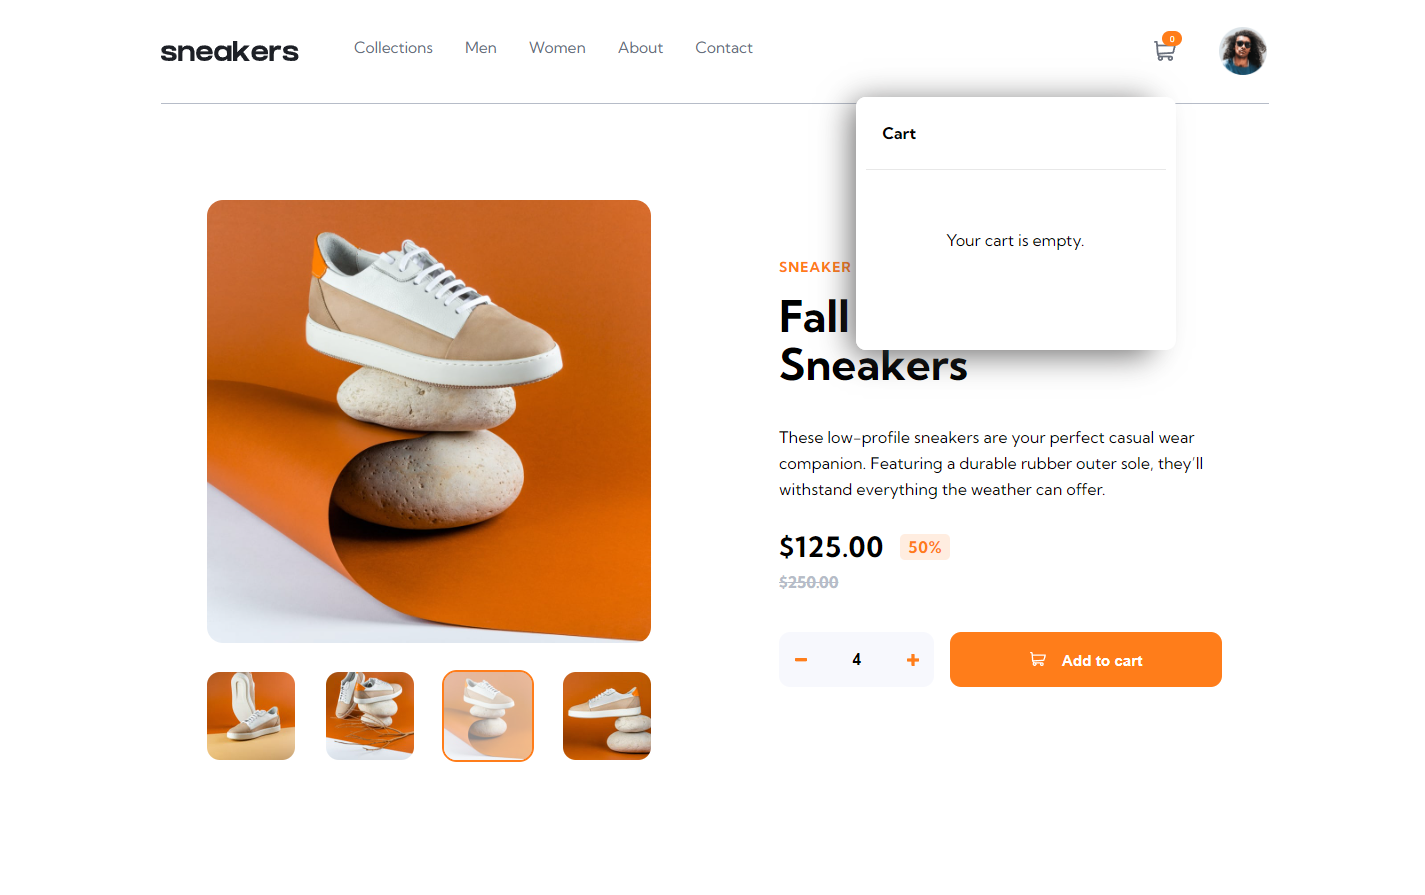 sneakers
Collections
Men
Women
About
Contact
0
Cart
Your cart is empty.
SNEAKER
Fall
Sneakers
These low-profile sneakers are your perfect casual wear
companion. Featuring a durable rubber outer sole, they'll
withstand everything the weather can offer.
$125.00 50%
$250.00
4
Add to cart